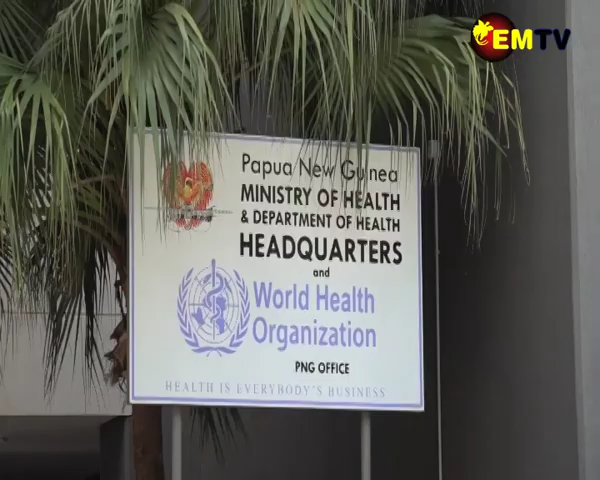 EMTV
Papua New Guinea
MINISTRY OF HEALTH
& DEPARTMENT OF HEALTH
HEADQUARTERS
and
World Health
Organization
PNG OFFICE
HEALTH IS EVERYBODY'S BUSINESS